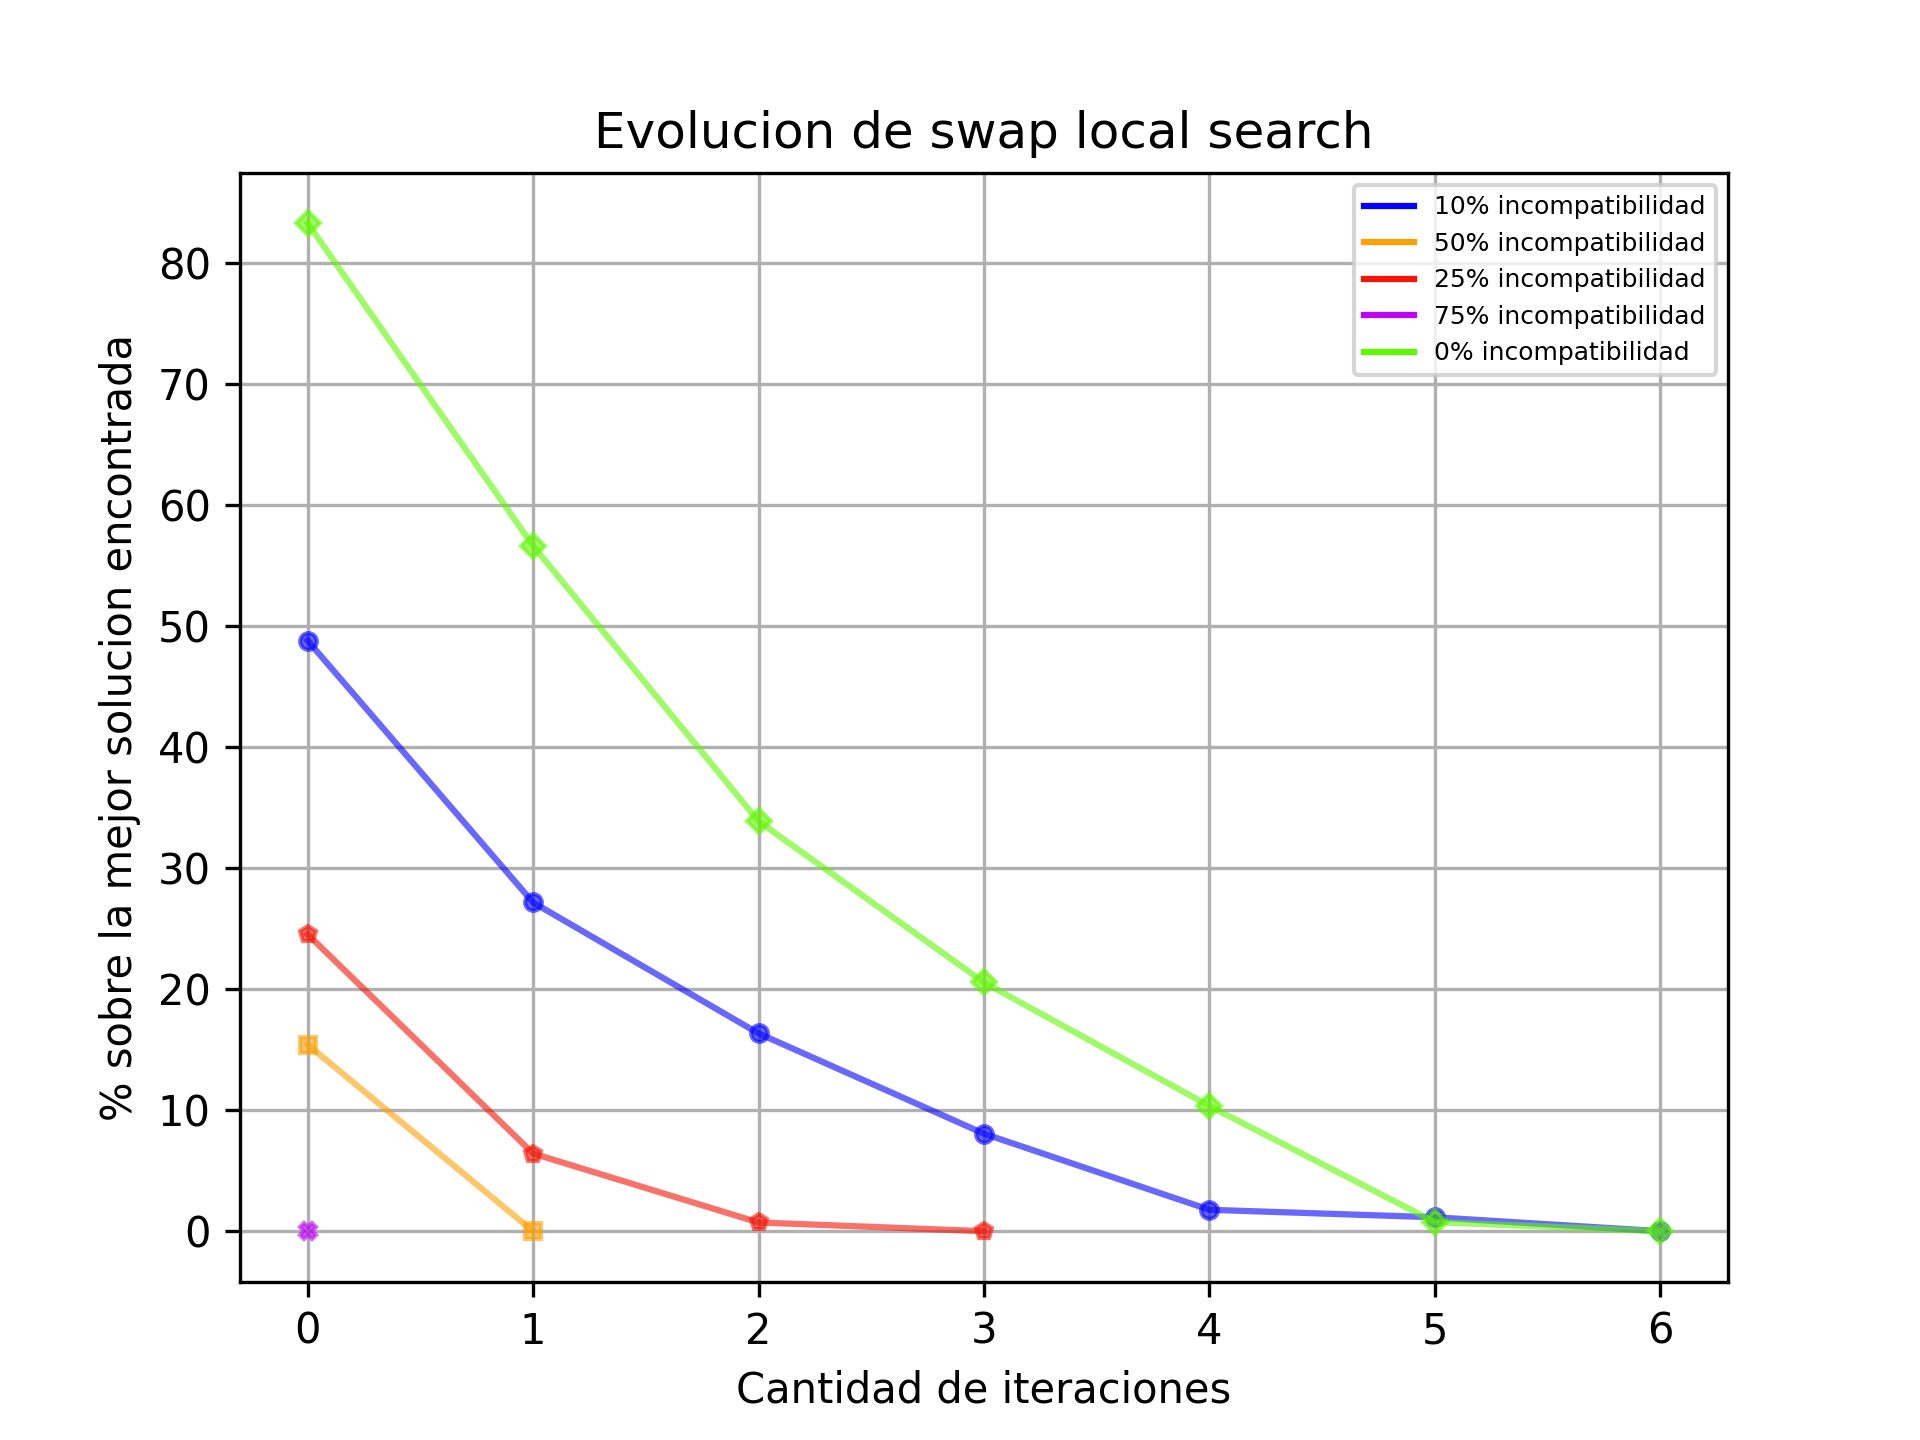 Evolucion de swap local search
10% incompatibilidad
50% incompatibilidad
25% incompatibilidad
75% incompatibilidad
0% incompatibilidad
% sobre la mejor solucion encontrada
80
70
60
50
40
30
20
10
0
0 1 2 3 4 5 6
Cantidad de iteraciones